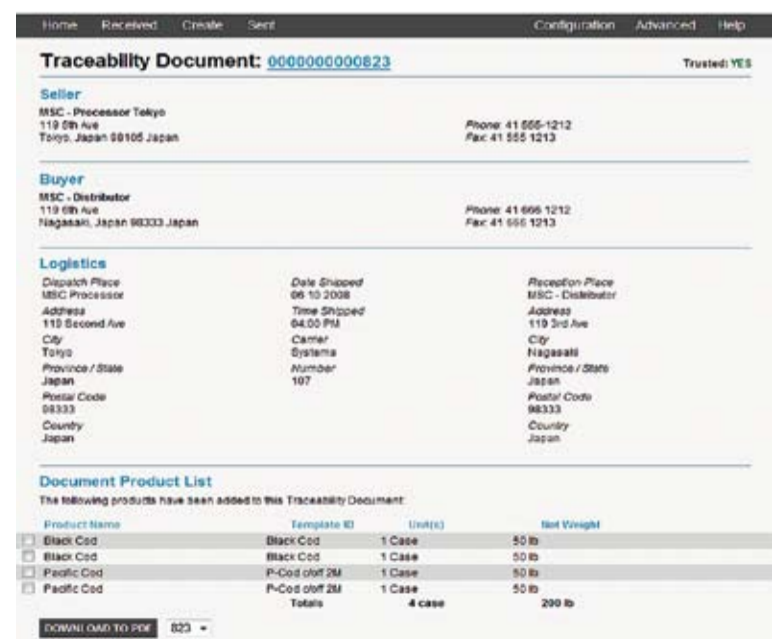 Home Received Create Sent Configuration Advanced Help
Traceability Document: 0000000000823 Trusted: YES
Seller
MSC - Processor Tokyo
119 5th Ave Phone: 41 555-1212
Tokyo, Japan 98105 Japan Fax: 41 555 1213
Buyer
MSC - Distributor
119 6th Ave Phone: 41 666 1212
Nagasaki, Japan 98333 Japan Fax: 41 666 1213
Logistics
Dispatch Place Date Shipped Reception Place
MSC Processor 06 10 2008 MSC - Distributor
Address Time Shipped Address
119 Second Ave 04:00 PM 119 3rd Ave
City Carrier City
Tokyo Systema Nagasaki
Province / State Number Province / State
Japan 107 Japan
Postal Code Postal Code
98333 98333
Country Country
Japan Japan
Document Product List
The following products have been added to this Traceability Document:
Product Name Template ID Unit(s) Net Weight
Black Cod Black Cod 1 Case 50 lb
Black Cod Black Cod 1 Case 50 lb
Pacific Cod P-Cod c/off 2M 1 Case 50 lb
Pacific Cod P-Cod c/off 2M 1 Case 50 lb
Totals 4 case 200 lb
DOWNLOAD TO PDF 823